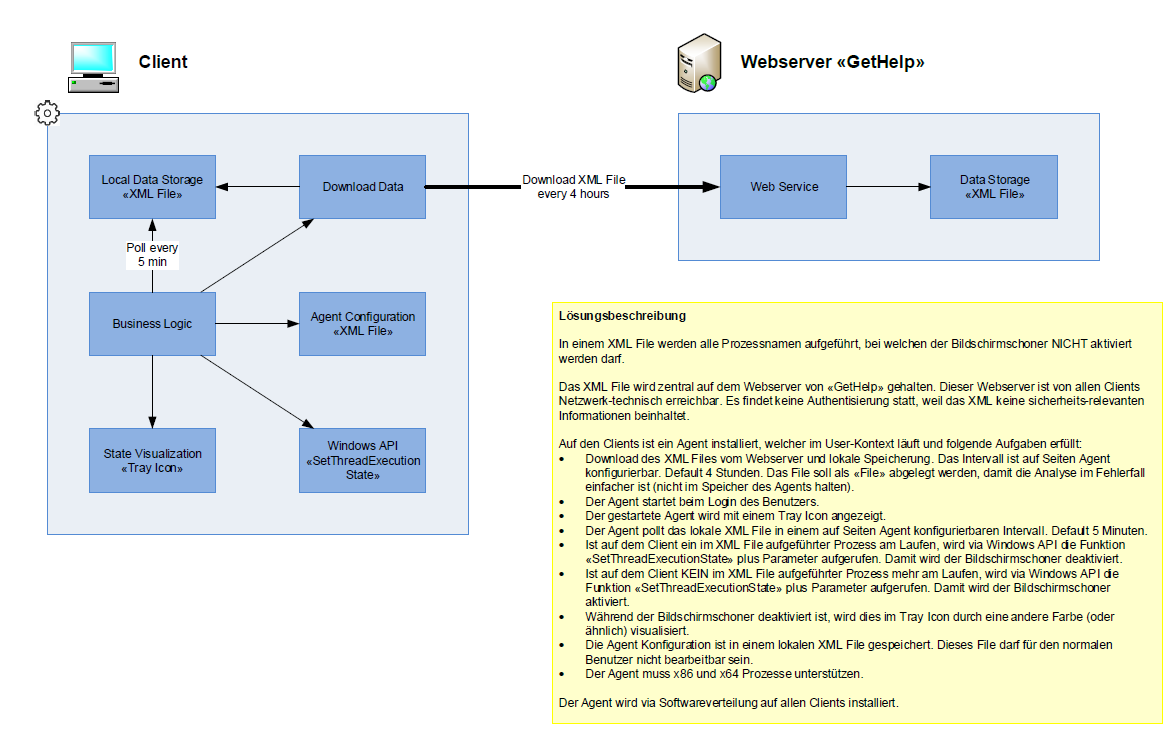 Client
Webserver «GetHelp»
Local Data Storage
«XML File»
Download Data
Download XML File
every 4 hours
Web Service
Data Storage
«XML File»
Poll every
5 min
Business Logic
Agent Configuration
«XML File»
State Visualization
«Tray Icon»
Windows API
«SetThreadExecution
State»
Lösungsbeschreibung
In einem XML File werden alle Prozessnamen aufgeführt, bei welchen der Bildschirmschoner NICHT aktiviert
werden darf.
Das XML File wird zentral auf dem Webserver von «GetHelp» gehalten. Dieser Webserver ist von allen Clients
Netzwerk-technisch erreichbar. Es findet keine Authentisierung statt, weil das XML keine sicherheits-relevanten
Informationen beinhaltet.
Auf den Clients ist ein Agent installiert, welcher im User-Kontext läuft und folgende Aufgaben erfüllt:
• Download des XML Files vom Webserver und lokale Speicherung. Das Intervall ist auf Seiten Agent
konfigurierbar. Default 4 Stunden. Das File soll als «File» abgelegt werden, damit die Analyse im Fehlerfall
einfacher ist (nicht im Speicher des Agents halten).
• Der Agent startet beim Login des Benutzers.
• Der gestartete Agent wird mit einem Tray Icon angezeigt.
• Der Agent pollt das lokale XML File in einem auf Seiten Agent konfigurierbaren Intervall. Default 5 Minuten.
• Ist auf dem Client ein im XML File aufgeführter Prozess am Laufen, wird via Windows API die Funktion
«SetThreadExecutionState» plus Parameter aufgerufen. Damit wird der Bildschirmschoner deaktiviert.
• Ist auf dem Client KEIN im XML File aufgeführter Prozess mehr am Laufen, wird via Windows API die
Funktion «SetThreadExecutionState» plus Parameter aufgerufen. Damit wird der Bildschirmschoner
aktiviert.
• Während der Bildschirmschoner deaktiviert ist, wird dies im Tray Icon durch eine andere Farbe (oder
ähnlich) visualisiert.
• Die Agent Konfiguration ist in einem lokalen XML File gespeichert. Dieses File darf für den normalen
Benutzer nicht bearbeitbar sein.
• Der Agent muss x86 und x64 Prozesse unterstützen.
Der Agent wird via Softwareverteilung auf allen Clients installiert.